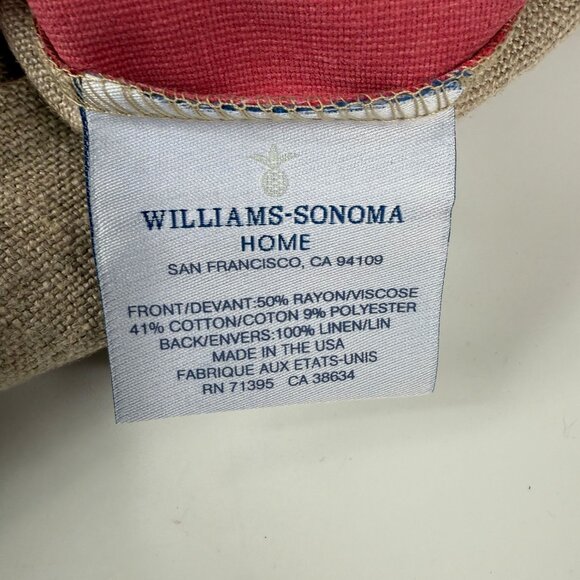 WILLIAMS-SONOMA
HOME
SAN FRANCISCO, CA 94109
FRONT/DEVANT:50% RAYON/VISCOSE
41% COTTON/COTON 9% POLYESTER
BACK/ENVERS:100% LINEN/LIN
MADE IN THE USA
FABRIQUE AUX ETATS-UNIS
RN 71395 CA 38634